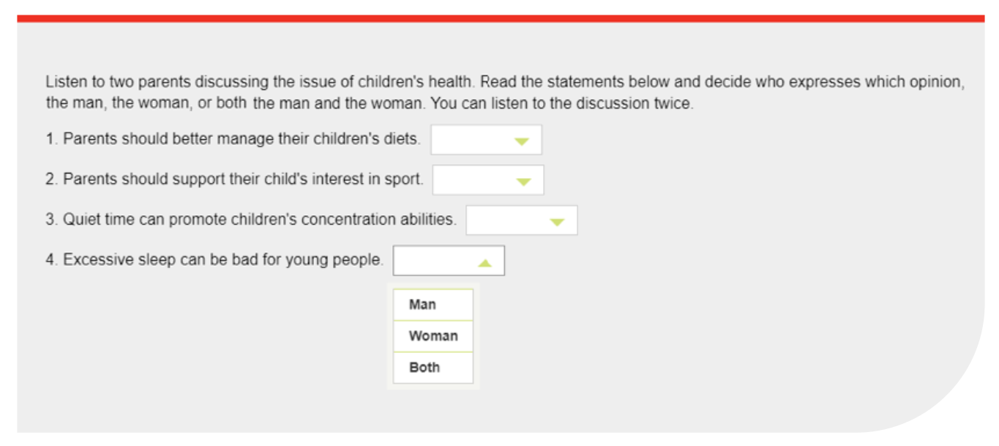 Listen to two parents discussing the issue of children's health. Read the statements below and decide who expresses which opinion,
the man, the woman, or both the man and the woman. You can listen to the discussion twice.
1. Parents should better manage their children's diets.
2. Parents should support their child's interest in sport.
3. Quiet time can promote children's concentration abilities.
4. Excessive sleep can be bad for young people.
Man
Woman
Both